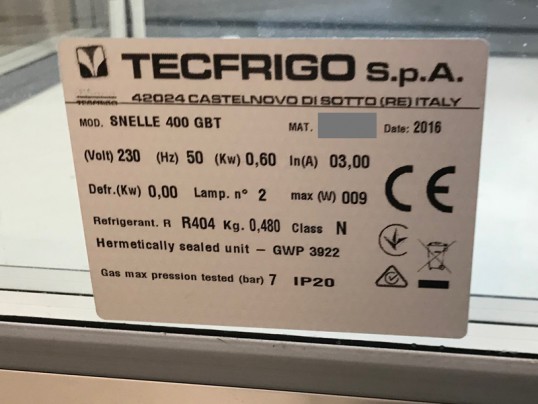 TECFRIGO S.p.A.
TECFRIGO
42024 CASTELNOVO DI SOTTO (RE) ITALY
MOD. SNELLE 400 GBT MAT. Date: 2016
(Volt) 230 (Hz) 50 (Kw) 0,60 In(A) 03,00
Defr.(Kw) 0,00 Lamp. n° 2 max (W) 009
CE
Refrigerant. R R404 Kg. 0,480 Class N
Hermetically sealed unit – GWP 3922
Gas max pression tested (bar) 7 IP20